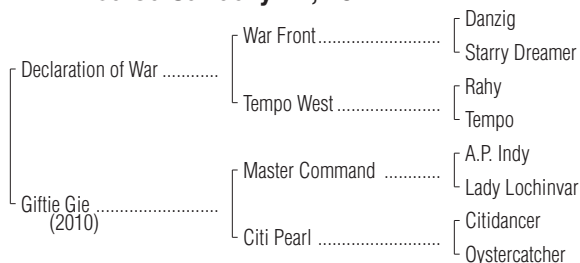 Danzig
War Front
Starry Dreamer
Declaration of War
Rahy
Tempo West
Tempo
A.P. Indy
Master Command
Lady Lochinvar
Giftie Gie
(2010)
Citidancer
Citi Pearl
Oystercatcher